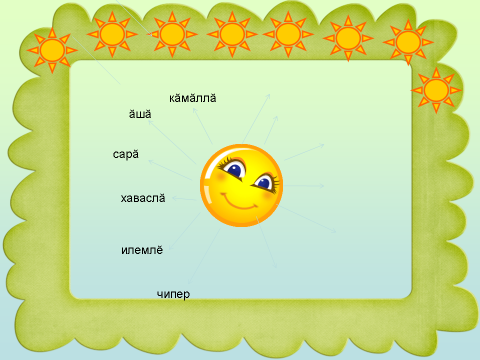 кӑмӑллӑ
ӑшӑ
сарӑ
хаваслӑ
илемлӗ
чипер